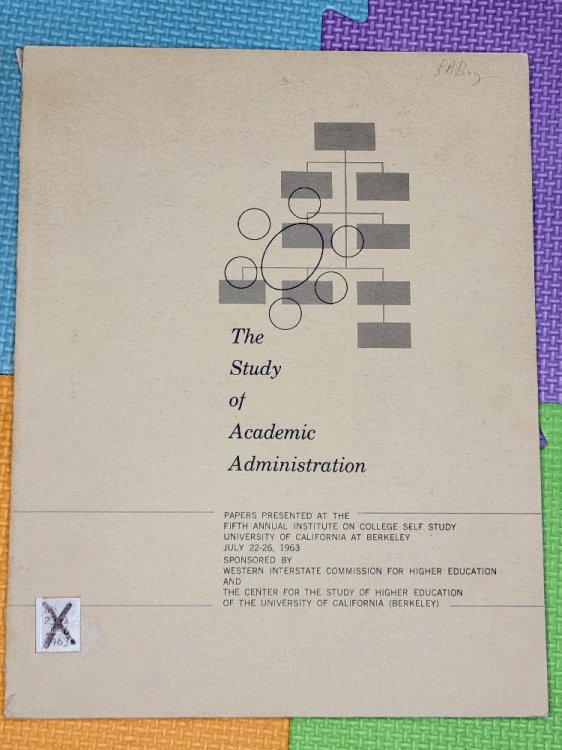 The
Study
of
Academic
Administration
PAPERS PRESENTED AT THE
FIFTH ANNUAL INSTITUTE ON COLLEGE SELF STUDY
UNIVERSITY OF CALIFORNIA AT BERKELEY
JULY 22-26, 1963
SPONSORED BY
WESTERN INTERSTATE COMMISSION FOR HIGHER EDUCATION
AND
THE CENTER FOR THE STUDY OF HIGHER EDUCATION
OF THE UNIVERSITY OF CALIFORNIA (BERKELEY)